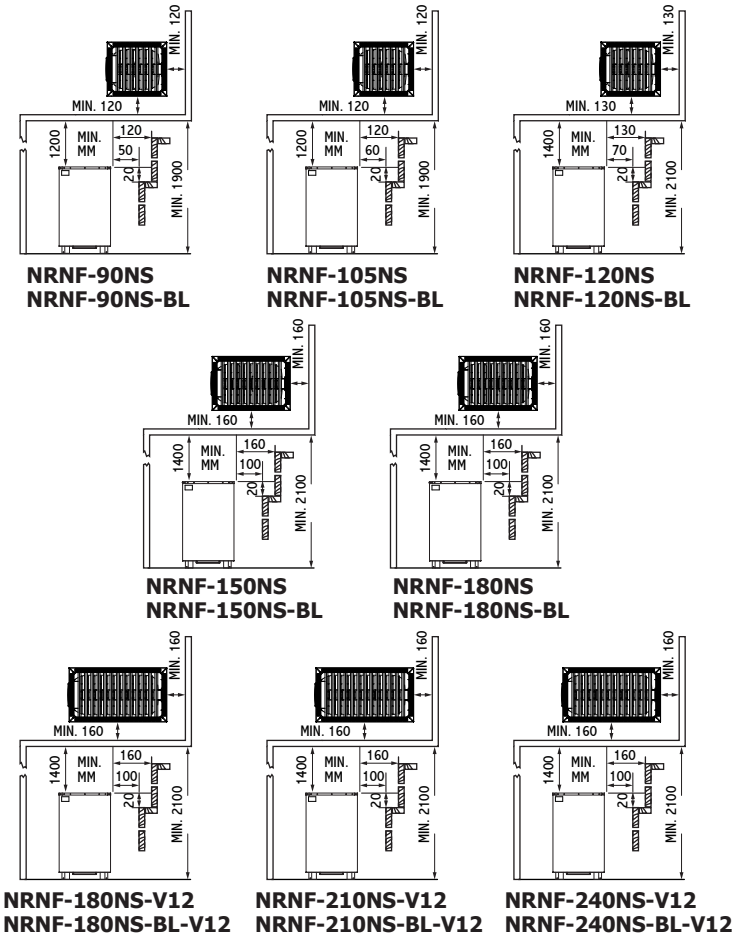 MIN. 120
MIN. 120
1200
MIN.
MM
120
50
20
MIN. 1900
NRNF-90NS
NRNF-90NS-BL
MIN. 120
MIN. 120
1200
MIN.
MM
120
60
20
MIN. 1900
NRNF-105NS
NRNF-105NS-BL
MIN. 130
MIN. 130
1400
MIN.
MM
130
70
20
MIN. 2100
NRNF-120NS
NRNF-120NS-BL
MIN. 160
MIN. 160
1400
MIN.
MM
160
100
20
MIN. 2100
NRNF-150NS
NRNF-150NS-BL
MIN. 160
MIN. 160
1400
MIN.
MM
160
100
20
MIN. 2100
NRNF-180NS
NRNF-180NS-BL
MIN. 160
MIN. 160
1400
MIN.
MM
160
100
20
MIN. 2100
NRNF-180NS-V12
NRNF-180NS-BL-V12
MIN. 160
MIN. 160
1400
MIN.
MM
160
100
20
MIN. 2100
NRNF-210NS-V12
NRNF-210NS-BL-V12
MIN. 160
MIN. 160
1400
MIN.
MM
160
100
20
MIN. 2100
NRNF-240NS-V12
NRNF-240NS-BL-V12